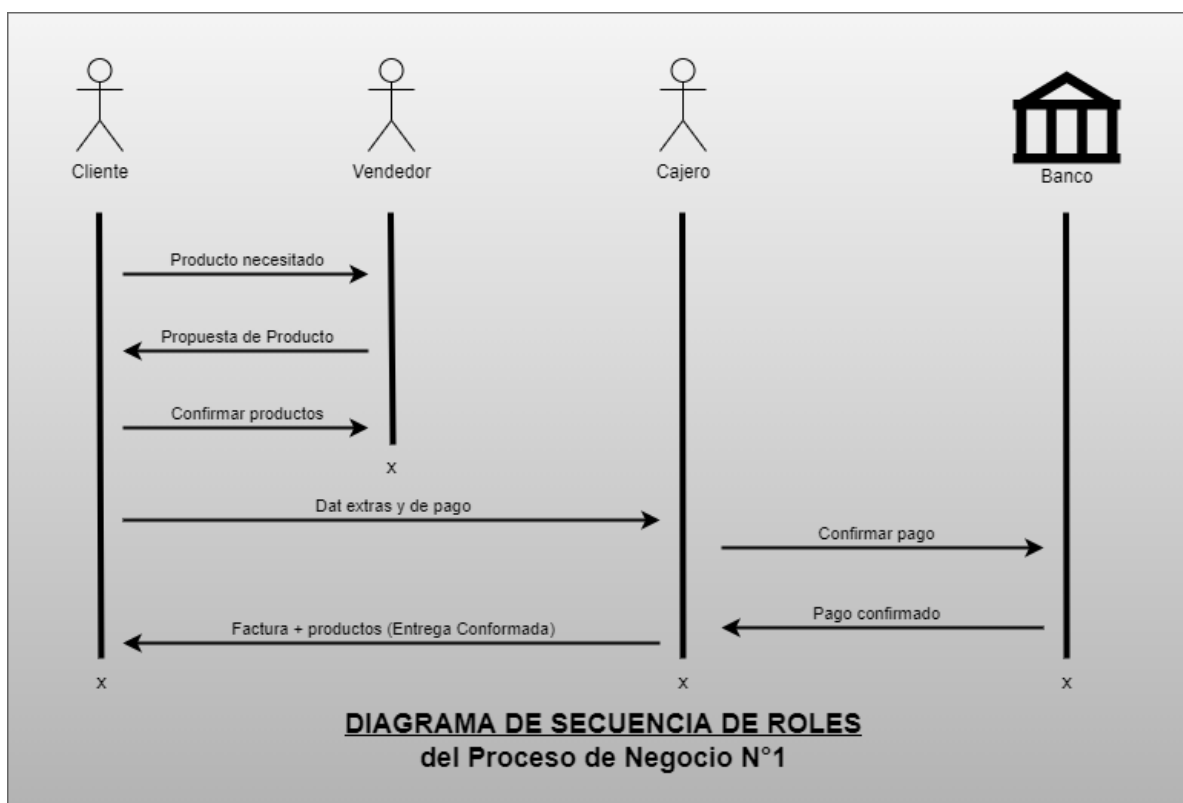 Cliente
Vendedor
Cajero
Banco
Producto necesitado
Propuesta de Producto
Confirmar productos
x
Dat extras y de pago
Confirmar pago
Pago confirmado
Factura + productos (Entrega Conformada)
x
x
x
DIAGRAMA DE SECUENCIA DE ROLES
del Proceso de Negocio N°1